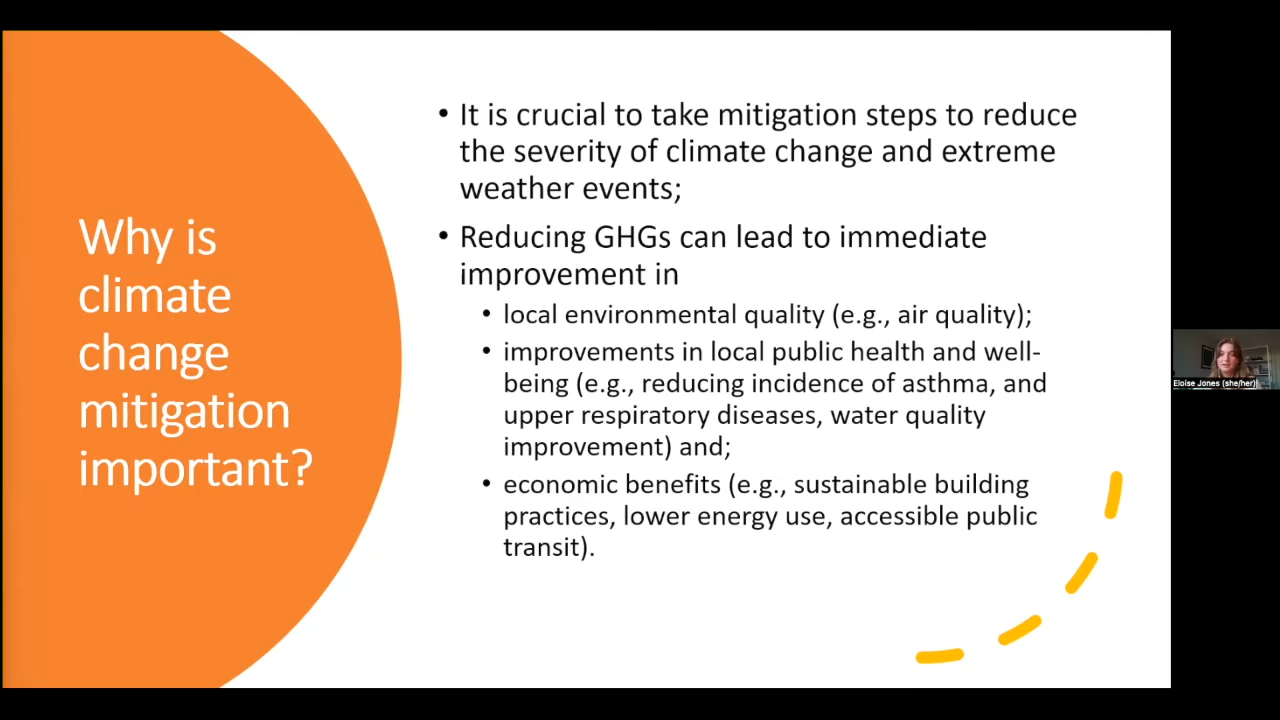 Why is
climate
change
mitigation
important?
• It is crucial to take mitigation steps to reduce
the severity of climate change and extreme
weather events;
• Reducing GHGs can lead to immediate
improvement in
• local environmental quality (e.g., air quality);
• improvements in local public health and well-
being (e.g., reducing incidence of asthma, and
upper respiratory diseases, water quality
improvement) and;
• economic benefits (e.g., sustainable building
practices, lower energy use, accessible public
transit).
Eloise Jones (she/her)